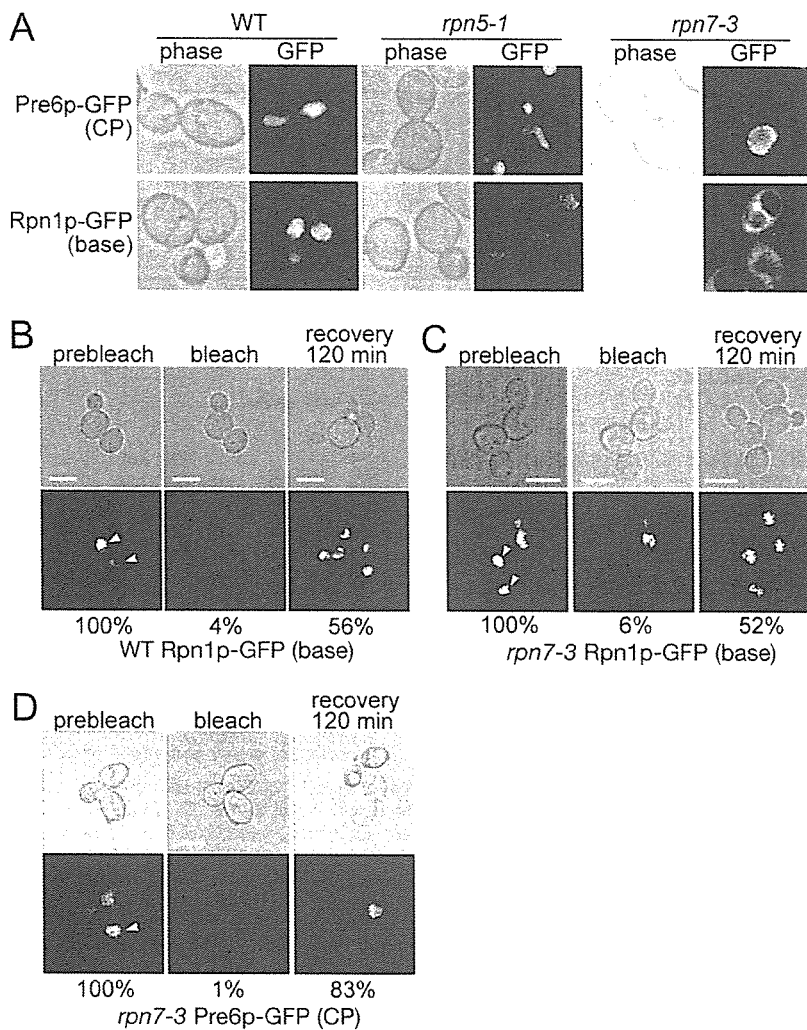 A
WT rpn5-1 rpn7-3
phase GFP phase GFP phase GFP
Pre6p-GFP
(CP)
Rpn1p-GFP
(base)
B
prebleach bleach recovery
120 min
100% 4% 56%
WT Rpn1p-GFP (base)
C
prebleach bleach recovery
120 min
100% 6% 52%
rpn7-3 Rpn1p-GFP (base)
D
prebleach bleach recovery
120 min
100% 1% 83%
rpn7-3 Pre6p-GFP (CP)